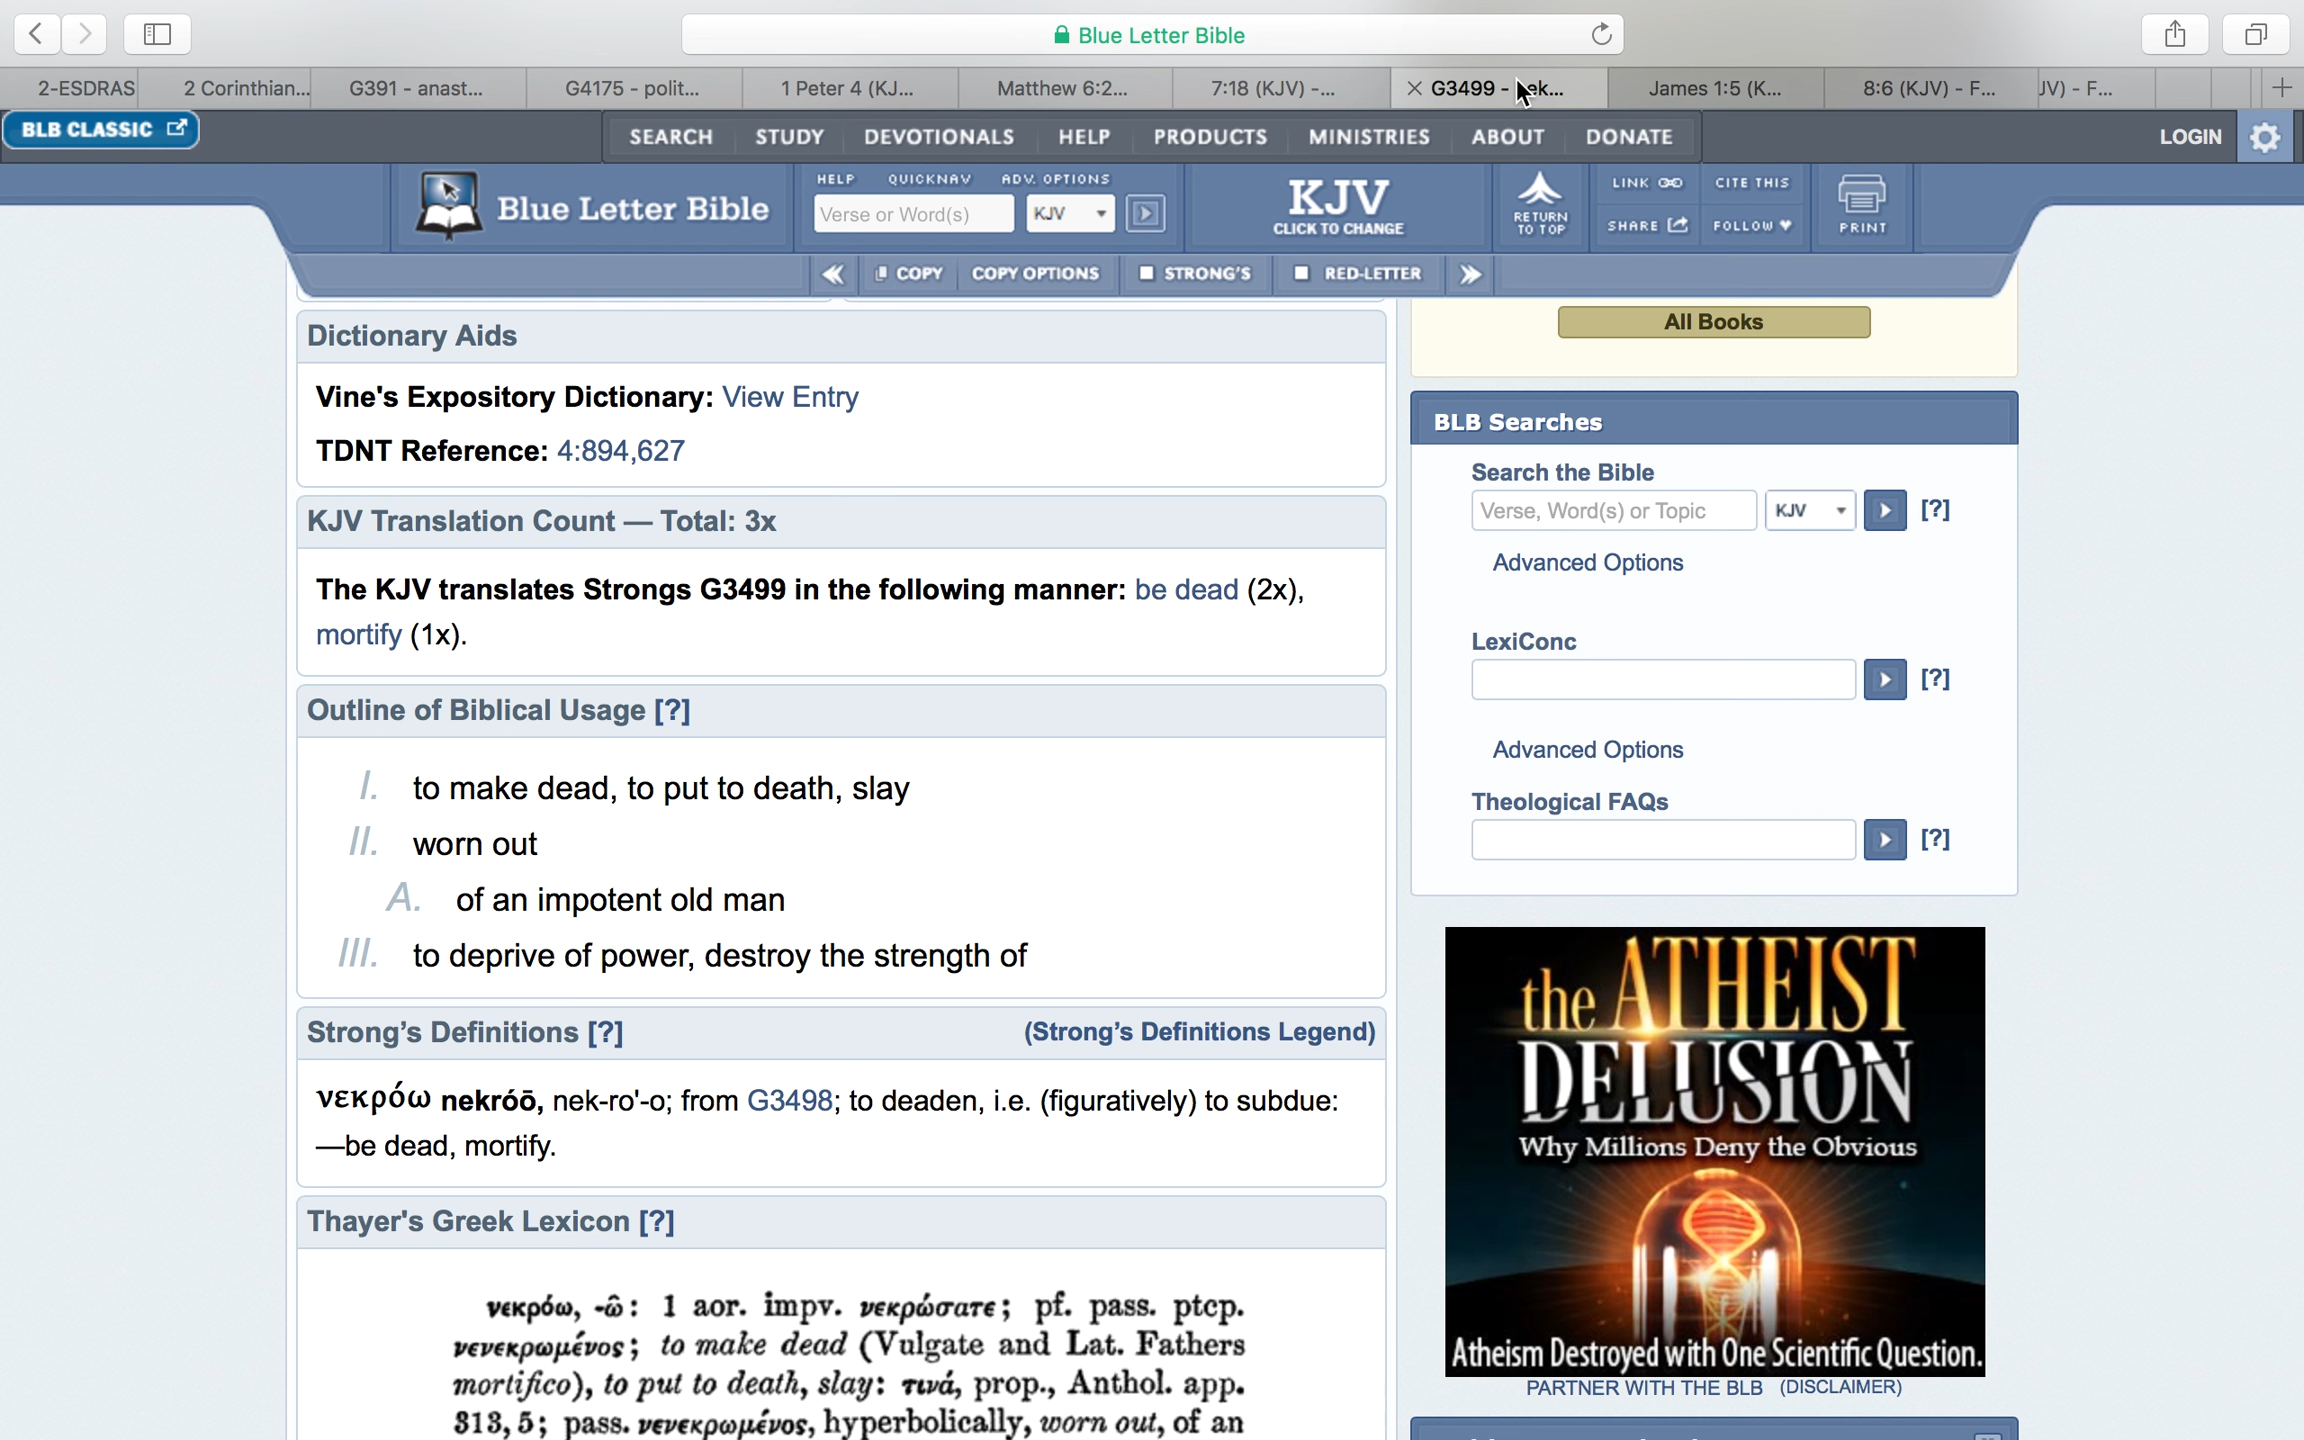 Blue Letter Bible
2-ESDRAS
2 Corinthian...
G391 - anast...
G4175 - polit...
1 Peter 4 (KJ...
Matthew 6:2...
7:18 (KJV) -...
G3499 - ek...
James 1:5 (K...
8:6 (KJV) - F...
JV) - F...
BLB CLASSIC
SEARCH
STUDY
DEVOTIONALS
HELP
PRODUCTS
MINISTRIES
ABOUT
DONATE
LOGIN
Blue Letter Bible
HELP
QUICKNAV
ADV. OPTIONS
Verse or Word(s)
KJV
KJV
CLICK TO CHANGE
RETURN
TO TOP
LINK
CITE THIS
SHARE
FOLLOW
PRINT
COPY
COPY OPTIONS
STRONG'S
RED-LETTER
Dictionary Aids
Vine's Expository Dictionary: View Entry
TDNT Reference: 4:894,627
KJV Translation Count — Total: 3x
The KJV translates Strongs G3499 in the following manner: be dead (2x),
mortify (1x).
Outline of Biblical Usage [?]
I. to make dead, to put to death, slay
II. worn out
A. of an impotent old man
III. to deprive of power, destroy the strength of
Strong’s Definitions [?]
(Strong’s Definitions Legend)
νεκρόω nekróō, nek-ro'-o; from G3498; to deaden, i.e. (figuratively) to subdue:
—be dead, mortify.
Thayer's Greek Lexicon [?]
νεκρόω, -ῶ: 1 aor. impv. νεκρώσατε; pf. pass. ptcp.
νενεκρωμένος; to make dead (Vulgate and Lat. Fathers
mortifico), to put to death, slay: τινά, prop., Anthol. app.
313, 5; pass. νενεκρωμένος, hyperbolically, worn out, of an
All Books
BLB Searches
Search the Bible
Verse, Word(s) or Topic
KJV
[?]
Advanced Options
LexiConc
[?]
Advanced Options
Theological FAQs
[?]
the ATHEIST
DELUSION
Why Millions Deny the Obvious
Atheism Destroyed with One Scientific Question.
PARTNER WITH THE BLB (DISCLAIMER)